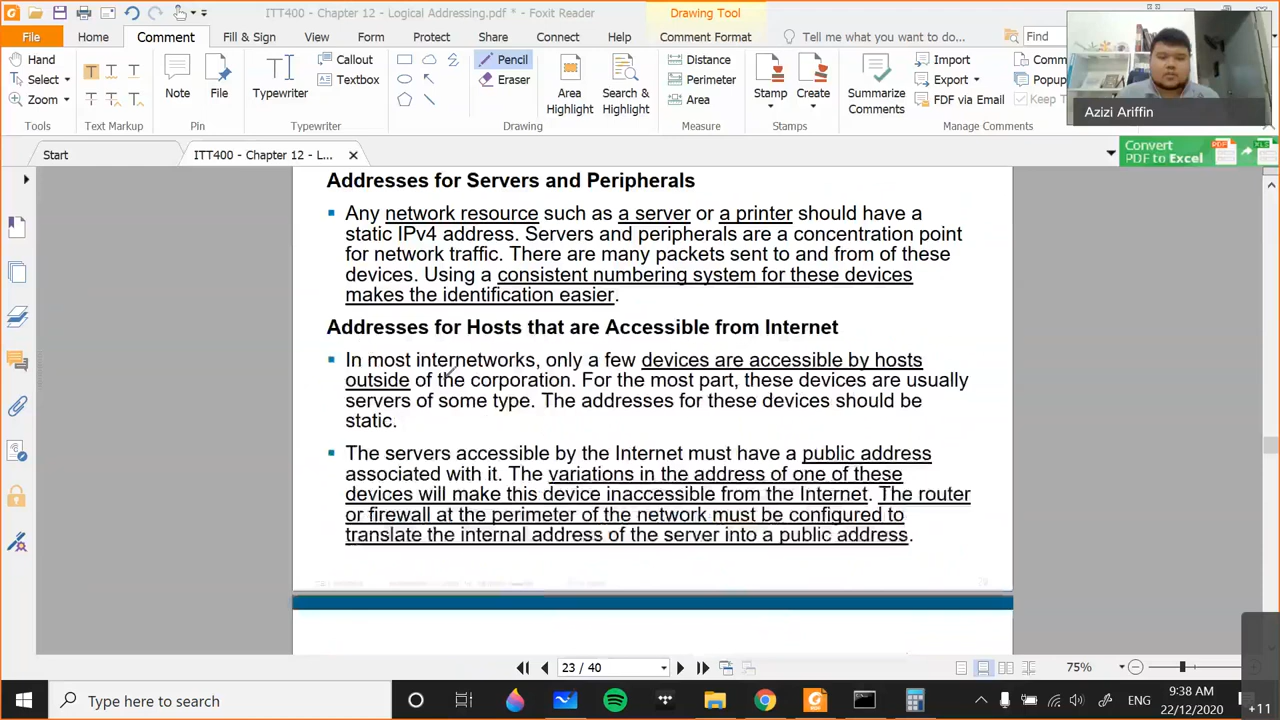 ITT400 - Chapter 12 - Logical Addressing.pdf * - Foxit Reader
Drawing Tool
File Home Comment Fill & Sign View Form Protect Share Connect Help Comment Format Tell me what you want to do... Find
Hand
Select
Zoom
Tools
Text Markup
Note
File
Pin
Typewriter
Callout
Textbox
Typewriter
Pencil
Eraser
Drawing
Area Highlight
Search & Highlight
Distance
Perimeter
Area
Measure
Stamp
Create
Stamps
Summarize Comments
Import
Export
FDF via Email
Comm
Popup
Keep T
Manage Comments
Azizi Ariffin
Start
ITT400 - Chapter 12 - L...
Convert
PDF to Excel
Addresses for Servers and Peripherals
Any network resource such as a server or a printer should have a
static IPv4 address. Servers and peripherals are a concentration point
for network traffic. There are many packets sent to and from of these
devices. Using a consistent numbering system for these devices
makes the identification easier.
Addresses for Hosts that are Accessible from Internet
In most internetworks, only a few devices are accessible by hosts
outside of the corporation. For the most part, these devices are usually
servers of some type. The addresses for these devices should be
static.
The servers accessible by the Internet must have a public address
associated with it. The variations in the address of one of these
devices will make this device inaccessible from the Internet. The router
or firewall at the perimeter of the network must be configured to
translate the internal address of the server into a public address.
23 / 40
75%
Type here to search
ENG
9:38 AM
22/12/2020
+11